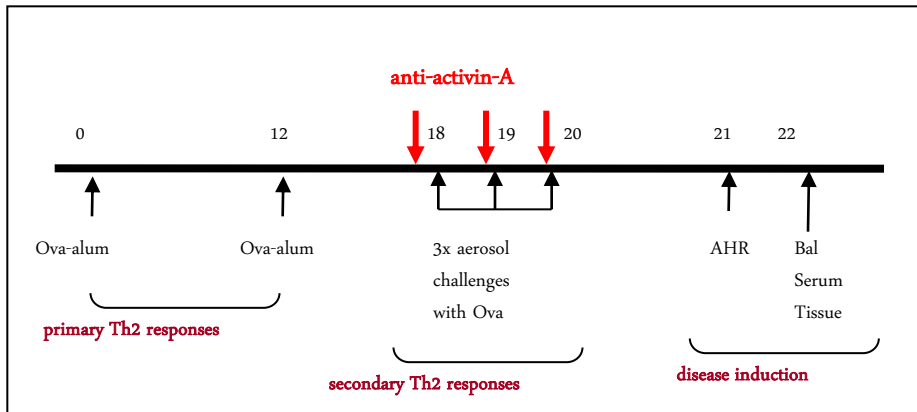 anti-activin-A
0 12 18 19 20 21 22
Ova-alum Ova-alum 3x aerosol AHR Bal
challenges Serum
with Ova Tissue
primary Th2 responses
secondary Th2 responses disease induction